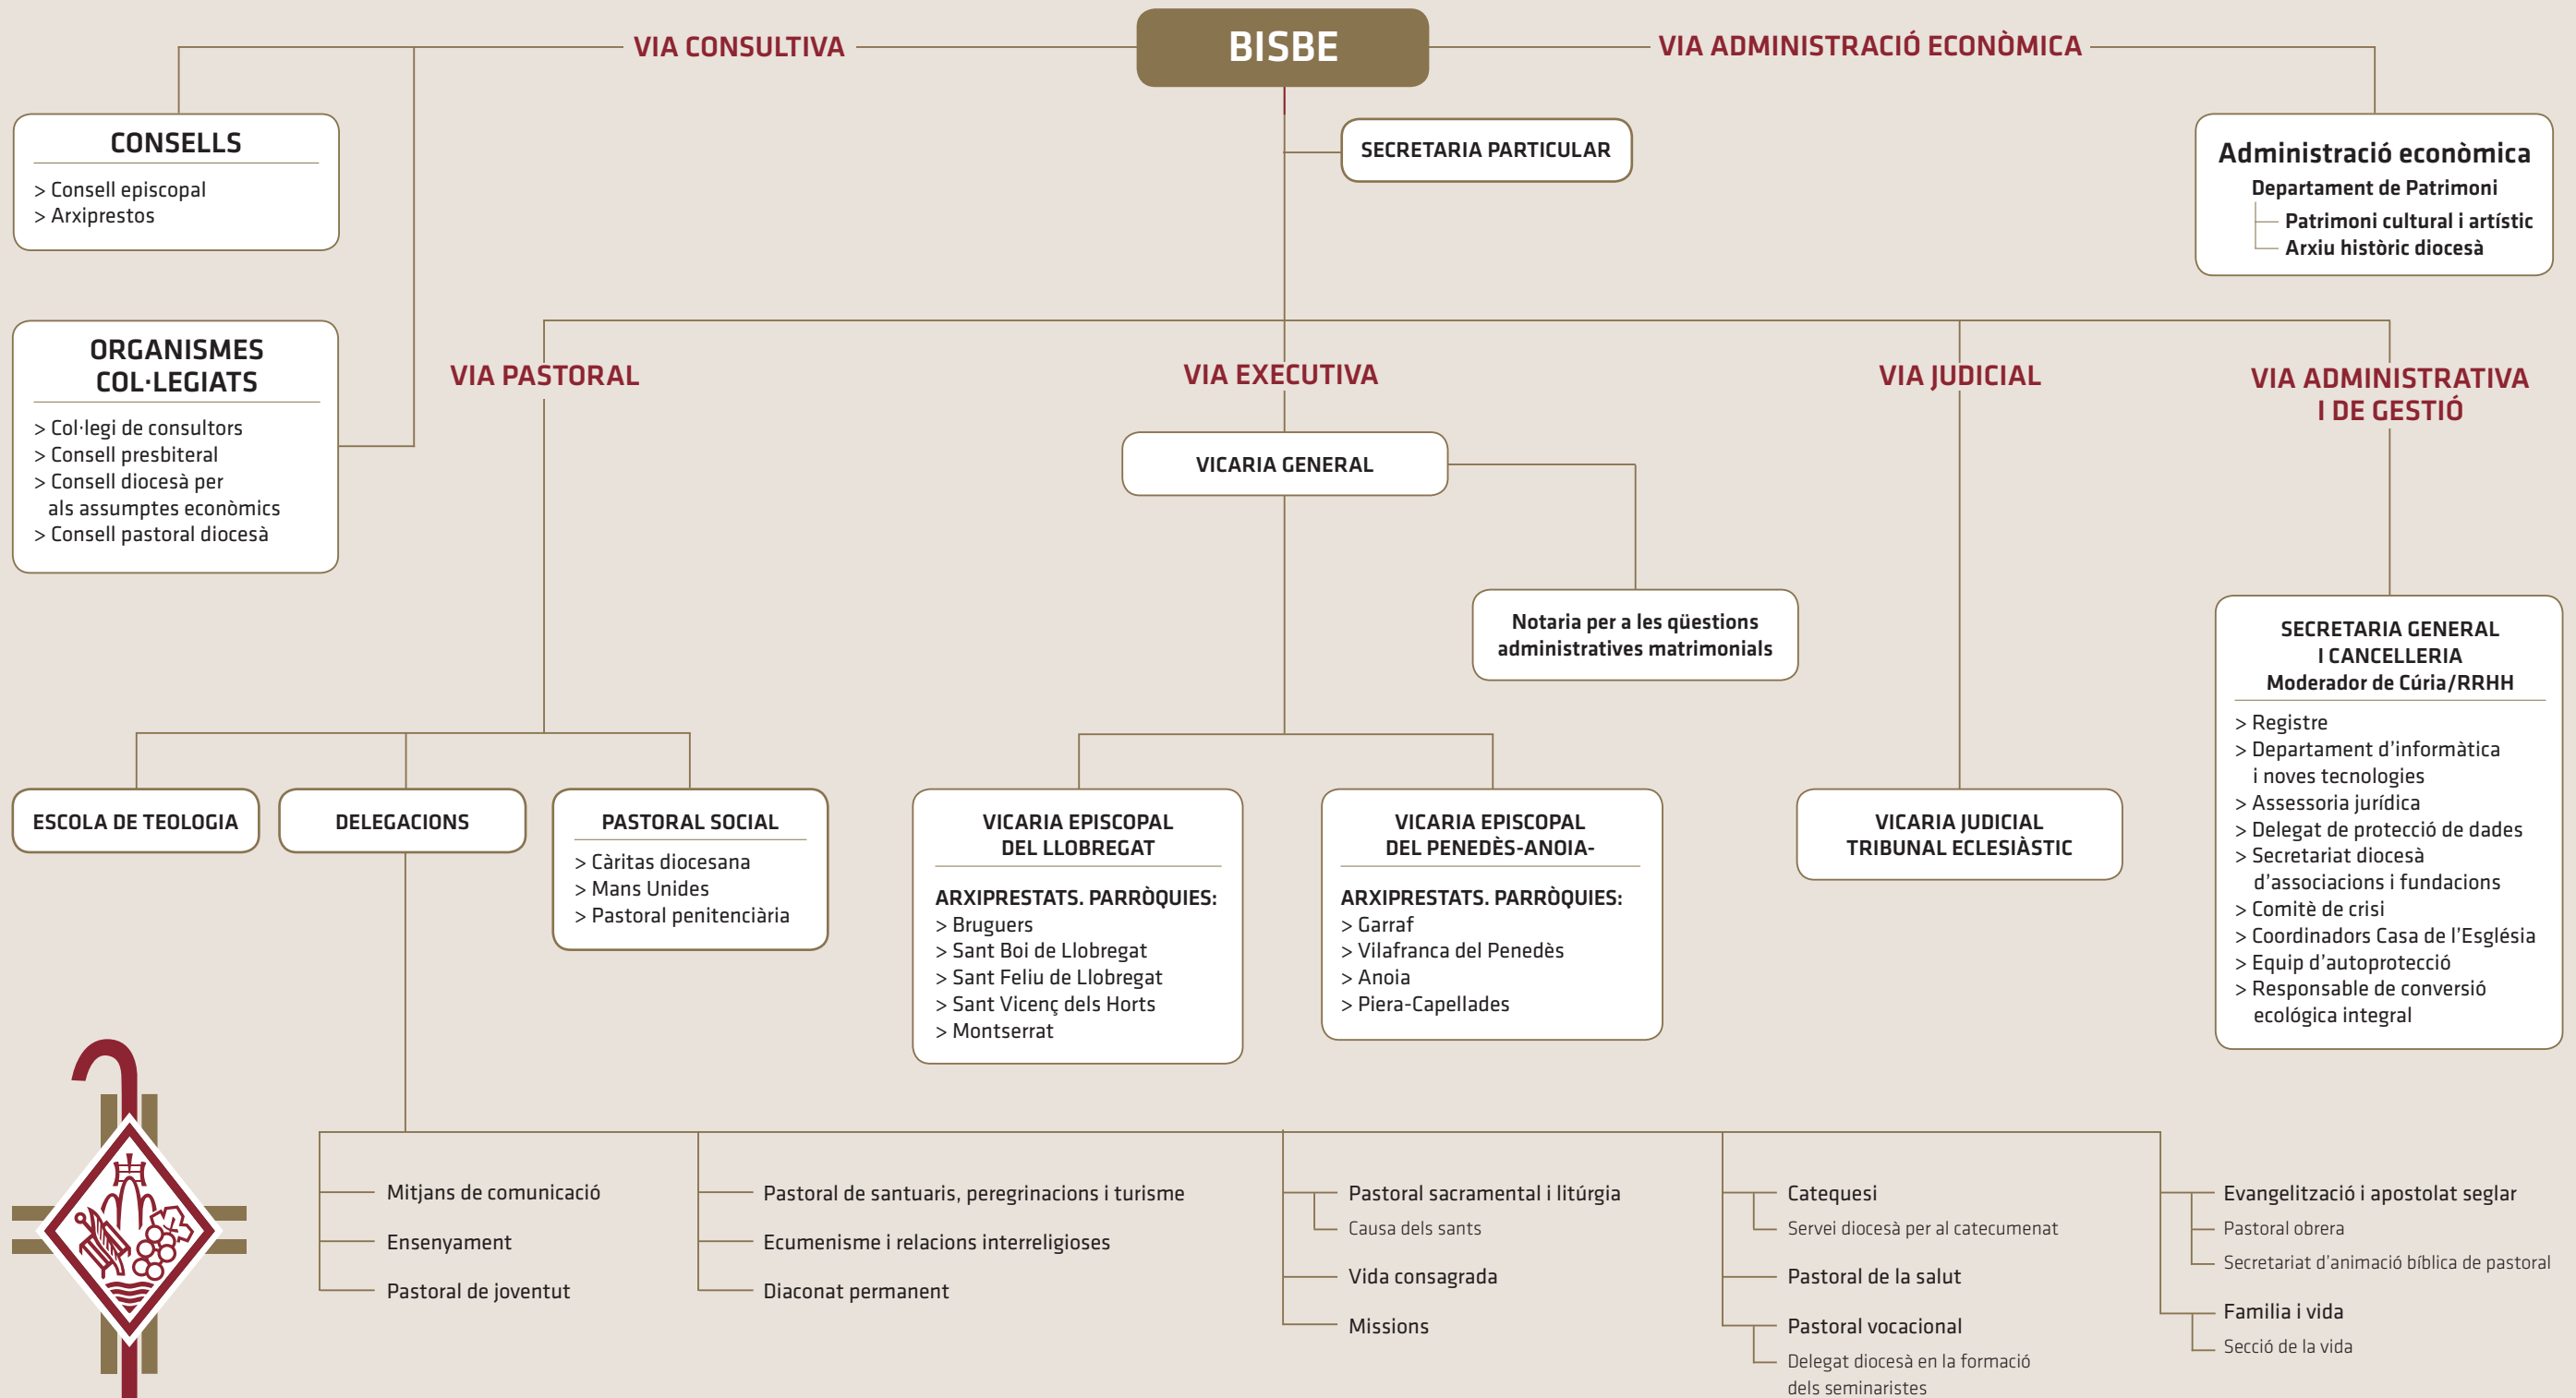 BISBE
VIA CONSULTIVA
VIA ADMINISTRACIÓ ECONÒMICA
CONSELLS
> Consell episcopal
> Arxiprestos
SECRETARIA PARTICULAR
Administració econòmica
Departament de Patrimoni
Patrimoni cultural i artístic
Arxiu històric diocesà
ORGANISMES
COL·LEGIATS
> Col·legi de consultors
> Consell presbiteral
> Consell diocesà per
als assumptes econòmics
> Consell pastoral diocesà
VIA PASTORAL
VIA EXECUTIVA
VIA JUDICIAL
VIA ADMINISTRATIVA
I DE GESTIÓ
VICARIA GENERAL
Notaria per a les qüestions
administratives matrimonials
ESCOLA DE TEOLOGIA
DELEGACIONS
PASTORAL SOCIAL
> Càritas diocesana
> Mans Unides
> Pastoral penitenciària
VICARIA EPISCOPAL
DEL LLOBREGAT
ARXIPRESTATS. PARRÒQUIES:
> Bruguers
> Sant Boi de Llobregat
> Sant Feliu de Llobregat
> Sant Vicenç dels Horts
> Montserrat
VICARIA EPISCOPAL
DEL PENEDÈS-ANOIA-
ARXIPRESTATS. PARRÒQUIES:
> Garraf
> Vilafranca del Penedès
> Anoia
> Piera-Capellades
VICARIA JUDICIAL
TRIBUNAL ECLESIÀSTIC
SECRETARIA GENERAL
I CANCELLERIA
Moderador de Cúria/RRHH
> Registre
> Departament d'informàtica
i noves tecnologies
> Assessoria jurídica
> Delegat de protecció de dades
> Secretariat diocesà
d'associacions i fundacions
> Comitè de crisi
> Coordinadors Casa de l'Església
> Equip d'autoprotecció
> Responsable de conversió
ecológica integral
Mitjans de comunicació
Ensenyament
Pastoral de joventut
Pastoral de santuaris, peregrinacions i turisme
Ecumenisme i relacions interreligioses
Diaconat permanent
Pastoral sacramental i litúrgia
Causa dels sants
Vida consagrada
Missions
Catequesi
Servei diocesà per al catecumenat
Pastoral de la salut
Pastoral vocacional
Delegat diocesà en la formació
dels seminaristes
Evangelització i apostolat seglar
Pastoral obrera
Secretariat d'animació bíblica de pastoral
Familia i vida
Secció de la vida